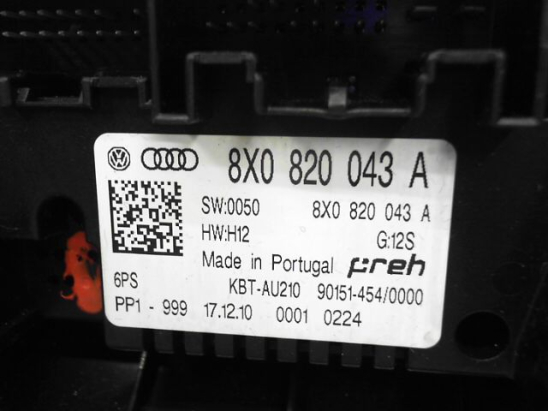 8X0 820 043 A
SW:0050 8X0 820 043 A
HW:H12 G:12S
Made in Portugal preh
6PS KBT-AU210 90151-454/0000
PP1 - 999 17.12.10 0001 0224